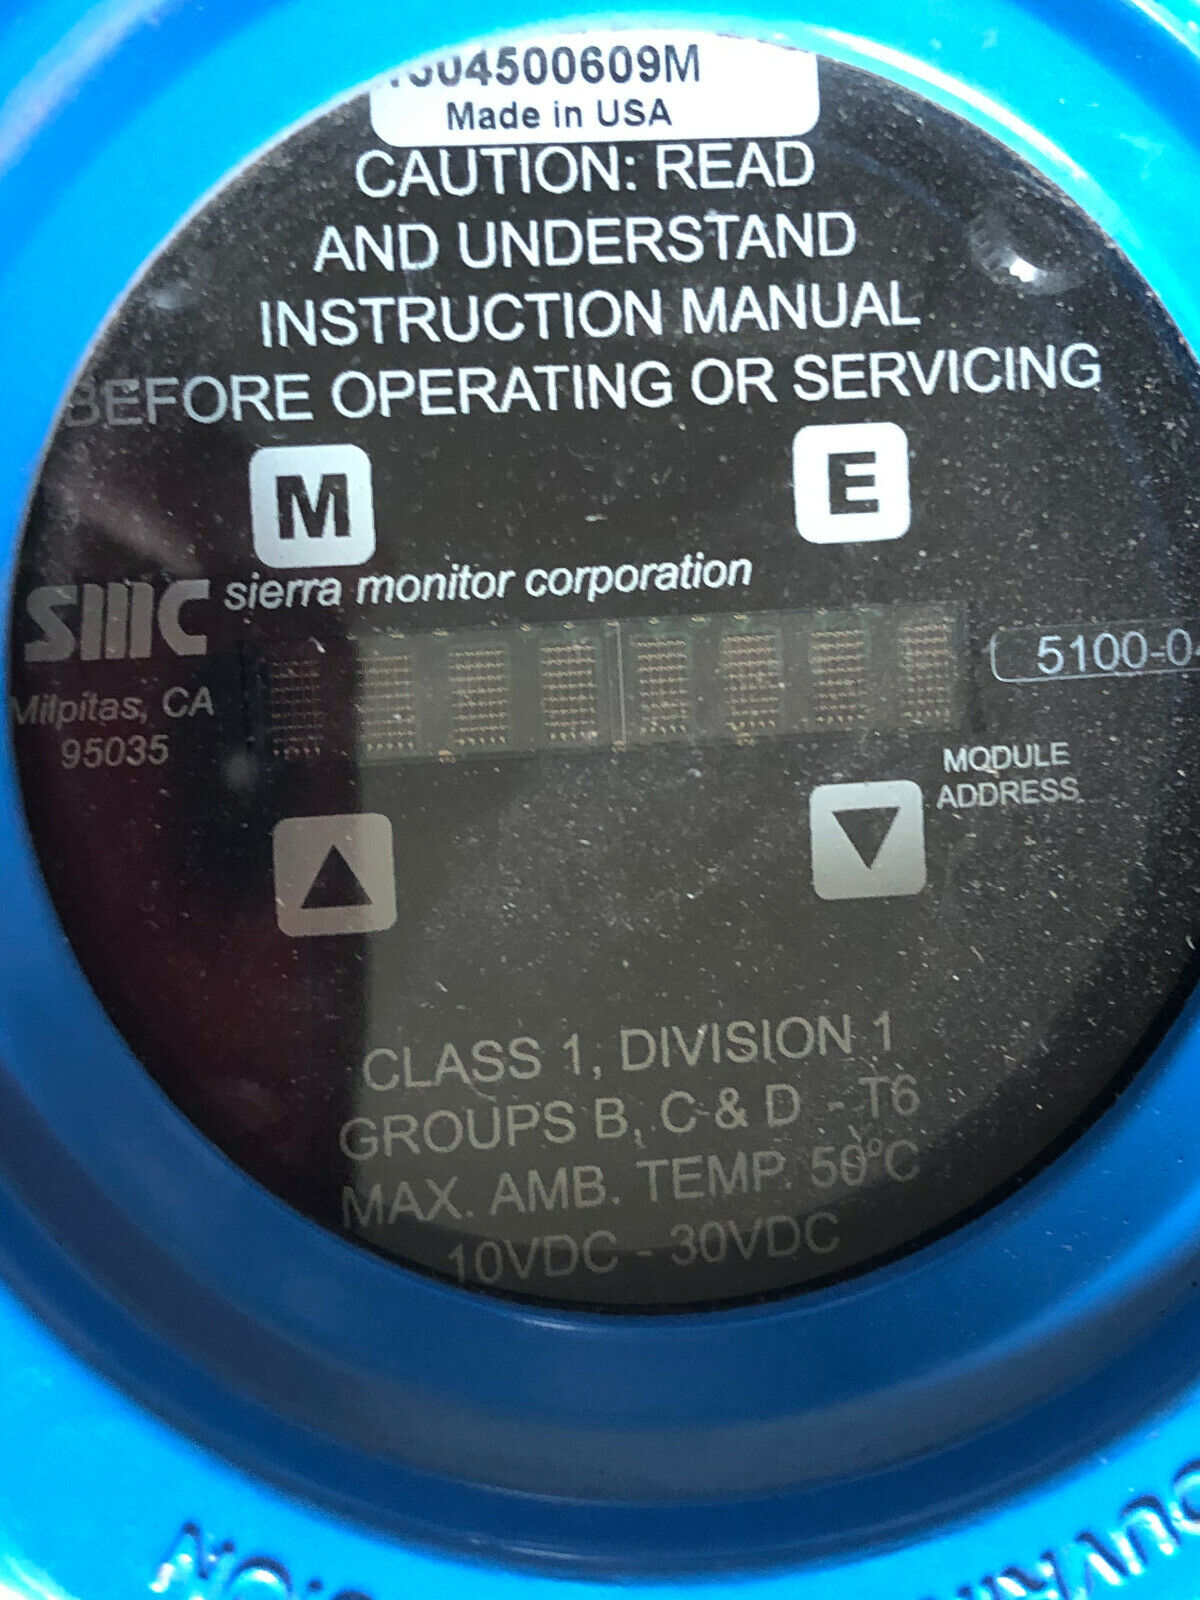 04500609M
Made in USA
CAUTION: READ
AND UNDERSTAND
INSTRUCTION MANUAL
BEFORE OPERATING OR SERVICING
M
E
SMC sierra monitor corporation
Milpitas, CA
95035
5100-0
MODULE
ADDRESS
CLASS 1, DIVISION 1
GROUPS B, C & D - T6
MAX. AMB. TEMP. 50°C
10VDC - 30VDC